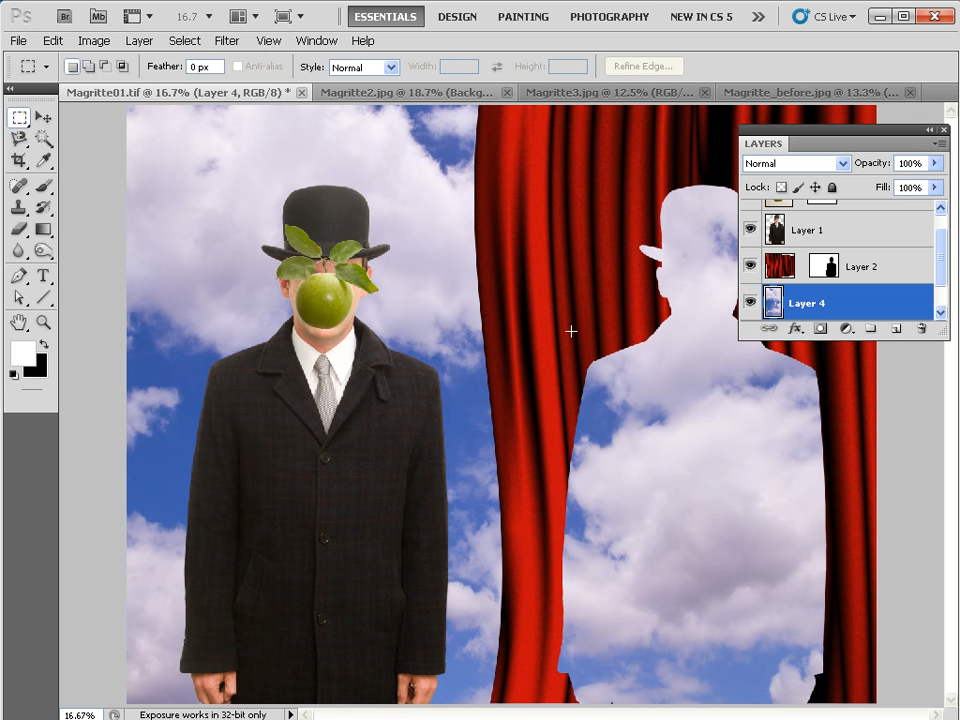 Ps Br Mb 16.7 ESSENTIALS DESIGN PAINTING PHOTOGRAPHY NEW IN CS 5 CS Live
File Edit Image Layer Select Filter View Window Help
Feather: 0 px Anti-alias Style: Normal Width: Height: Refine Edge...
Magritte01.tif @ 16.7% (Layer 4, RGB/8) * Magritte2.jpg @ 18.7% (Backg... Magritte3.jpg @ 12.5% (RGB/... Magritte_before.jpg @ 13.3% (...
LAYERS
Normal Opacity: 100%
Lock: Fill: 100%
Layer 1
Layer 2
Layer 4
fx
T
16.67% Exposure works in 32-bit only